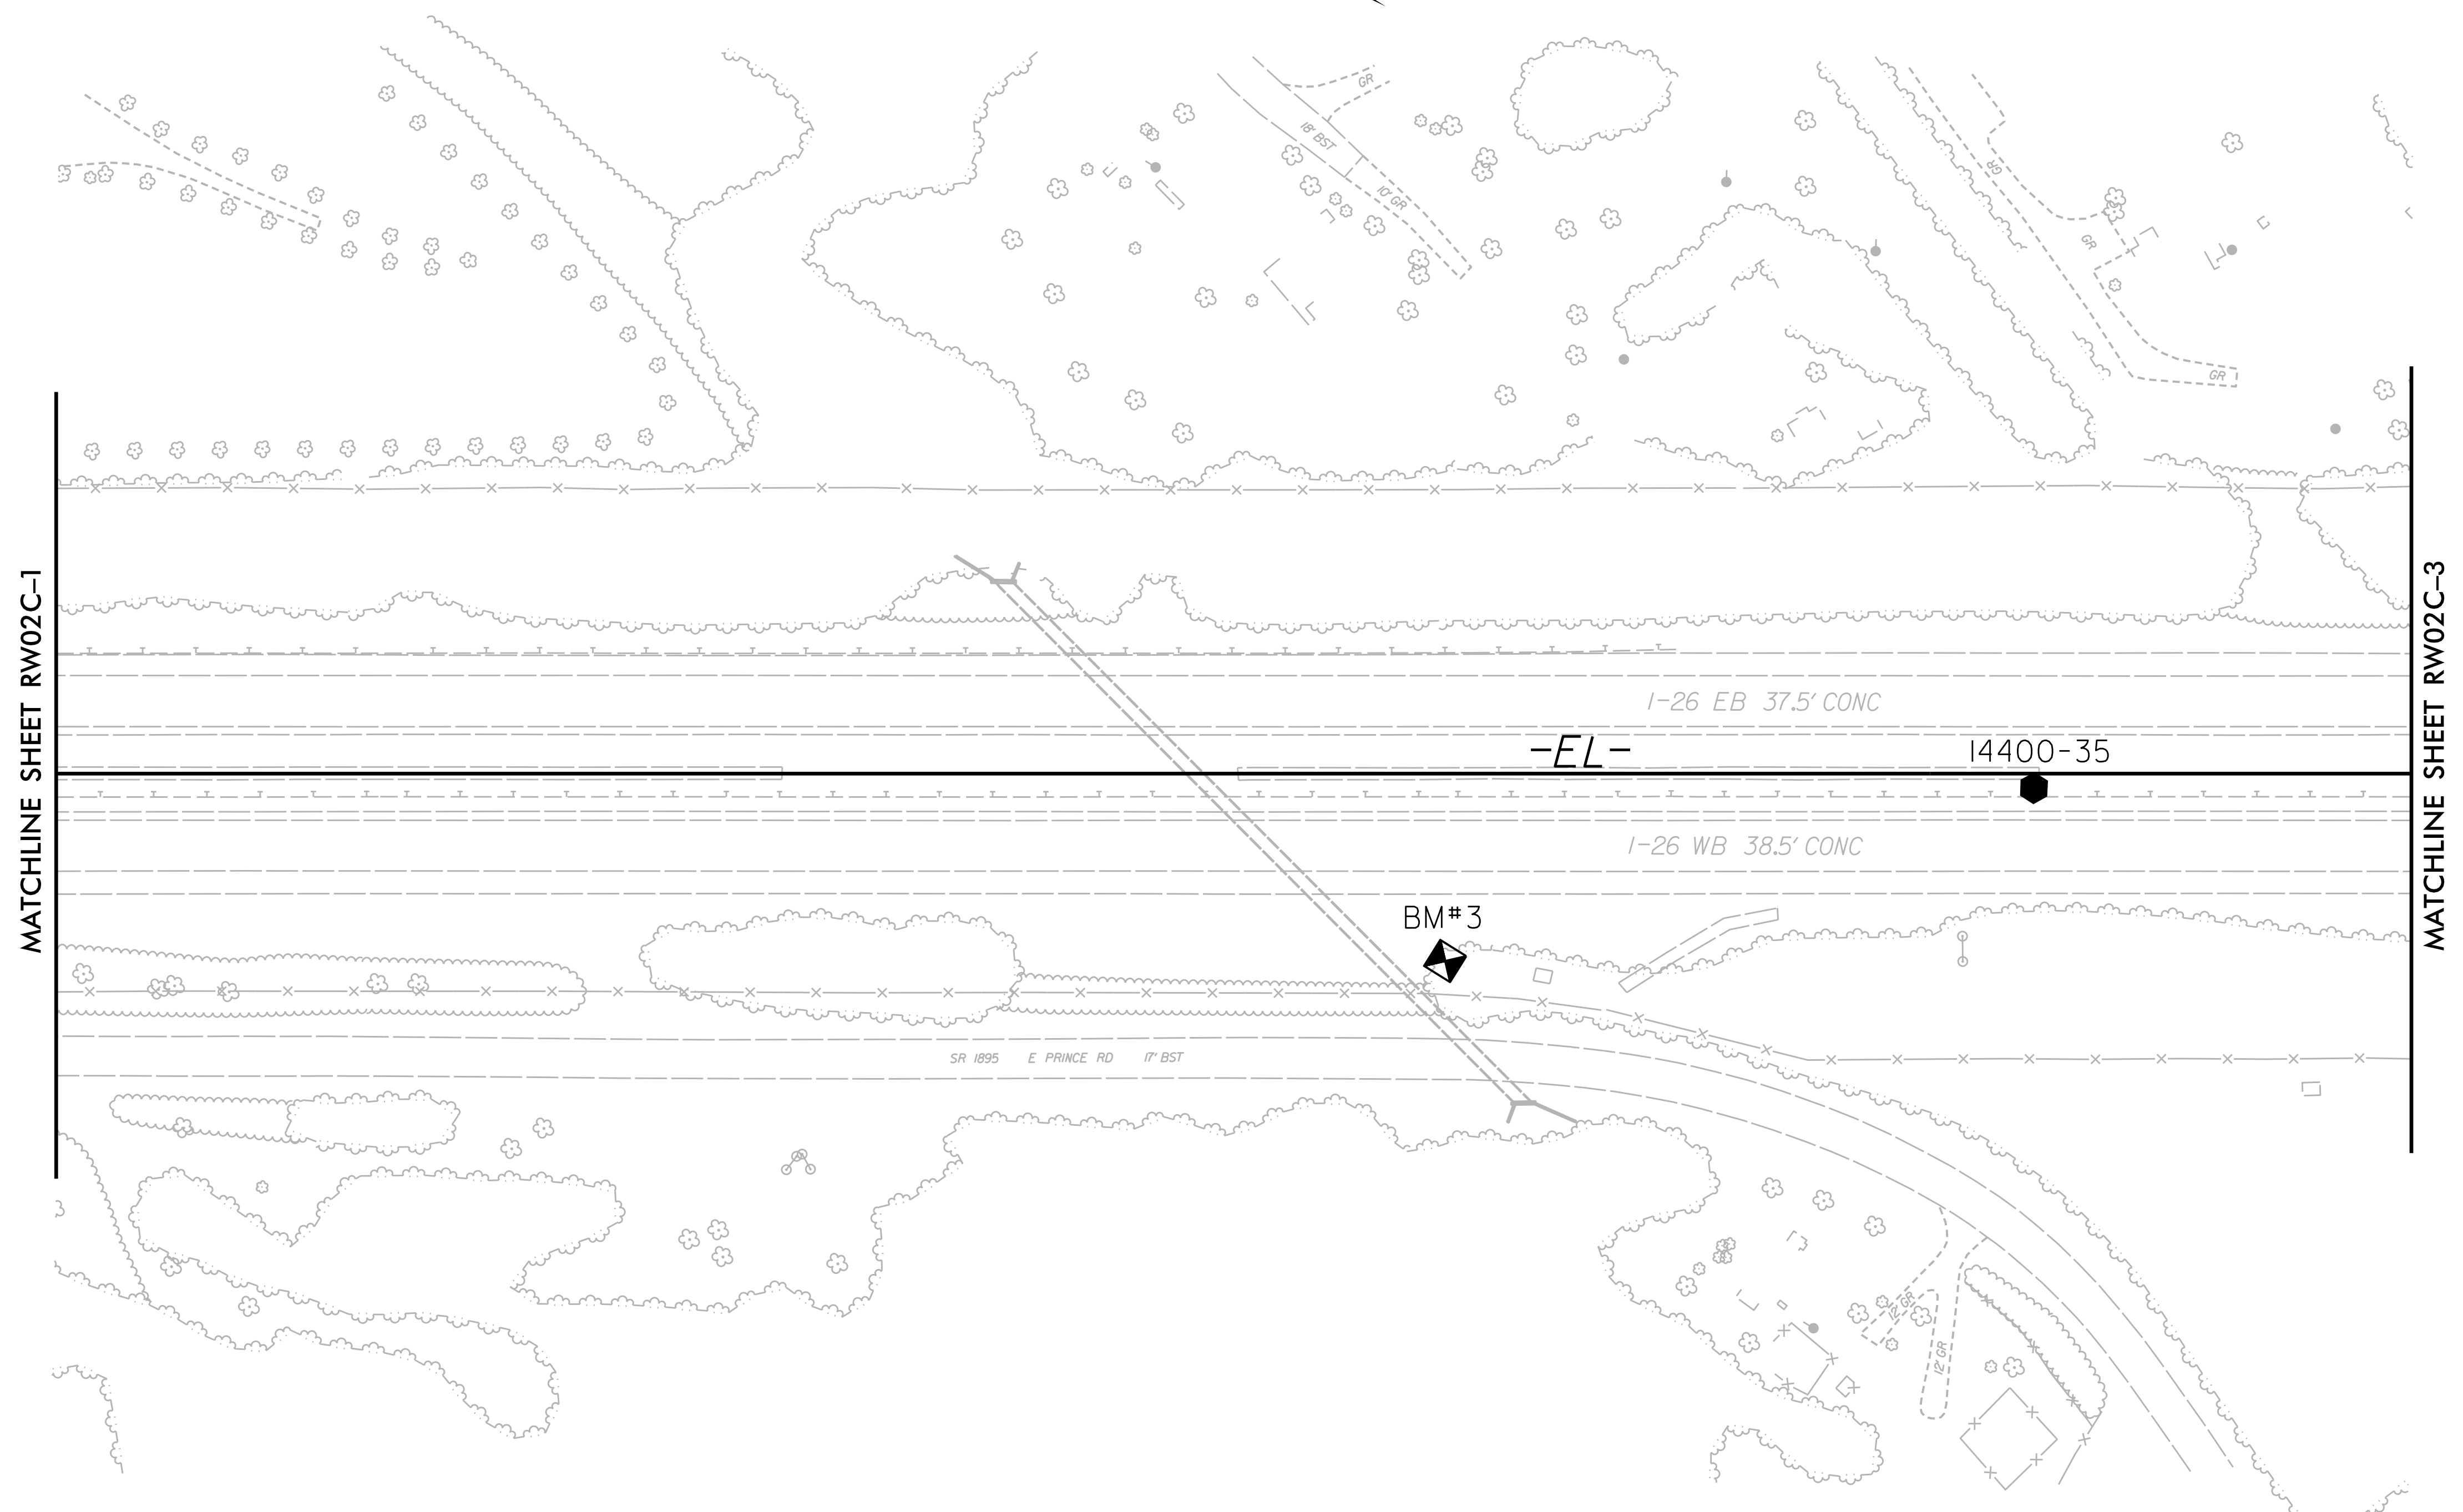 GR
18' BST
10' GR
GR
GR
GR
MATCHLINE SHEET RW02C-1
MATCHLINE SHEET RW02C-3
I-26 EB 37.5' CONC
-EL-
14400-35
I-26 WB 38.5' CONC
BM#3
SR 1895 E PRINCE RD 17' BST
12' GR
12' GR